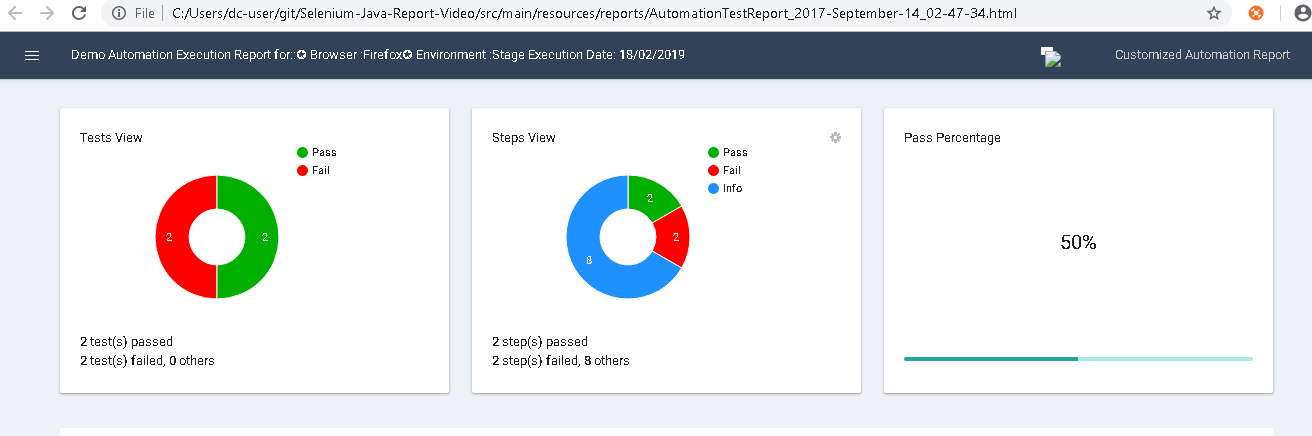 File C:/Users/dc-user/git/Selenium-Java-Report-Video/src/main/resources/reports/AutomationTestReport_2017-September-14_02-47-34.html
Demo Automation Execution Report for::✪ Browser :Firefox✪ Environment :Stage Execution Date: 18/02/2019
Customized Automation Report
Tests View
Pass
Fail
2
2
2 test(s) passed
2 test(s) failed, 0 others
Steps View
Pass
Fail
Info
2
2
8
2 step(s) passed
2 step(s) failed, 8 others
Pass Percentage
50%